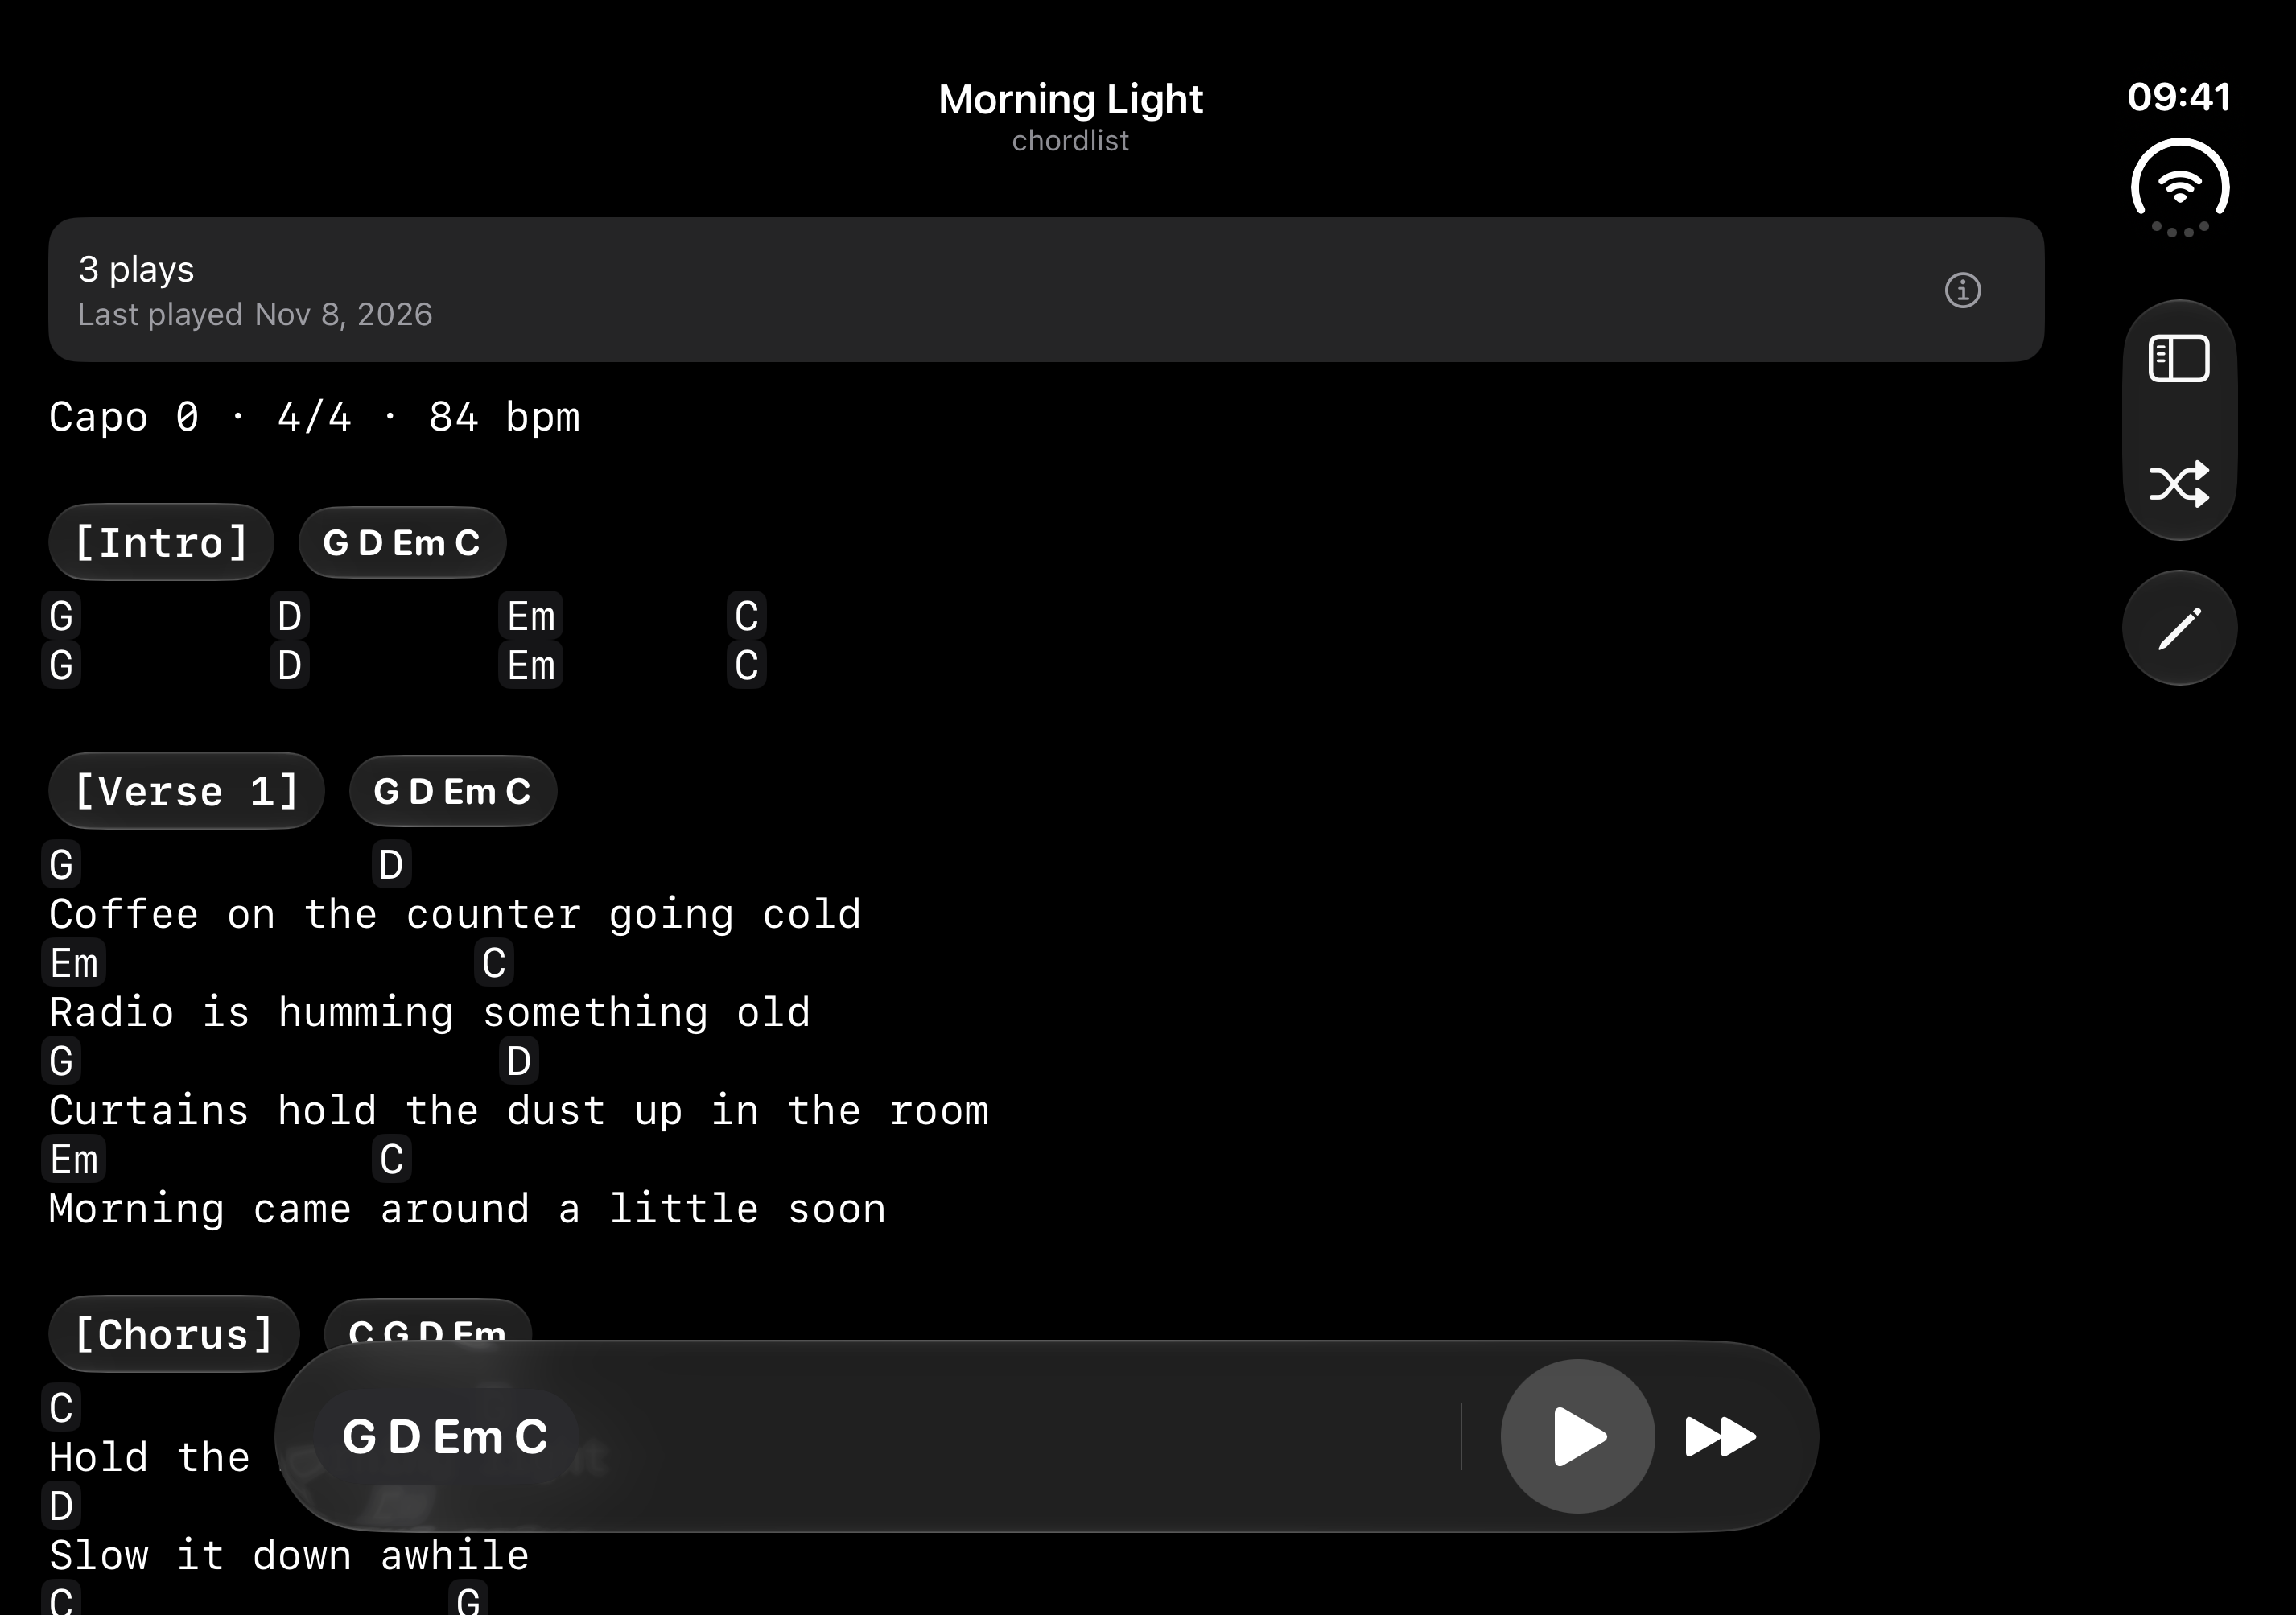 Morning Light
chordlist
09:41
3 plays
Last played Nov 8, 2026
Capo 0 · 4/4 · 84 bpm
[Intro] G D Em C
G D Em C
G D Em C
[Verse 1] G D Em C
G D
Coffee on the counter going cold
Em C
Radio is humming something old
G D
Curtains hold the dust up in the room
Em C
Morning came around a little soon
[Chorus] C G D Em
C
Hold the
G D Em C
D
Slow it down awhile
C G